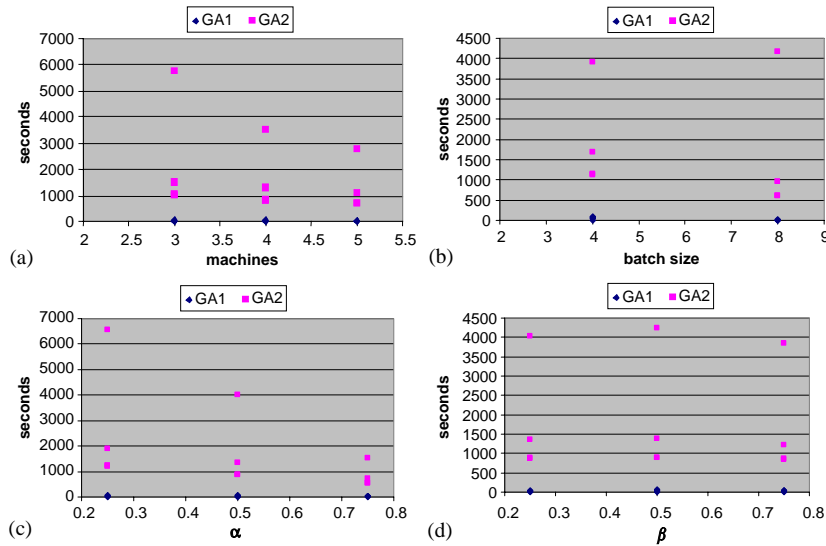 GA1 GA2
7000
6000
5000
4000
3000
2000
1000
0
seconds
2 2.5 3 3.5 4 4.5 5 5.5
machines
(a)
GA1 GA2
4500
4000
3500
3000
2500
2000
1500
1000
500
0
seconds
2 3 4 5 6 7 8 9
batch size
(b)
GA1 GA2
7000
6000
5000
4000
3000
2000
1000
0
seconds
0.2 0.3 0.4 0.5 0.6 0.7 0.8
α
(c)
GA1 GA2
4500
4000
3500
3000
2500
2000
1500
1000
500
0
seconds
0.2 0.3 0.4 0.5 0.6 0.7 0.8
β
(d)